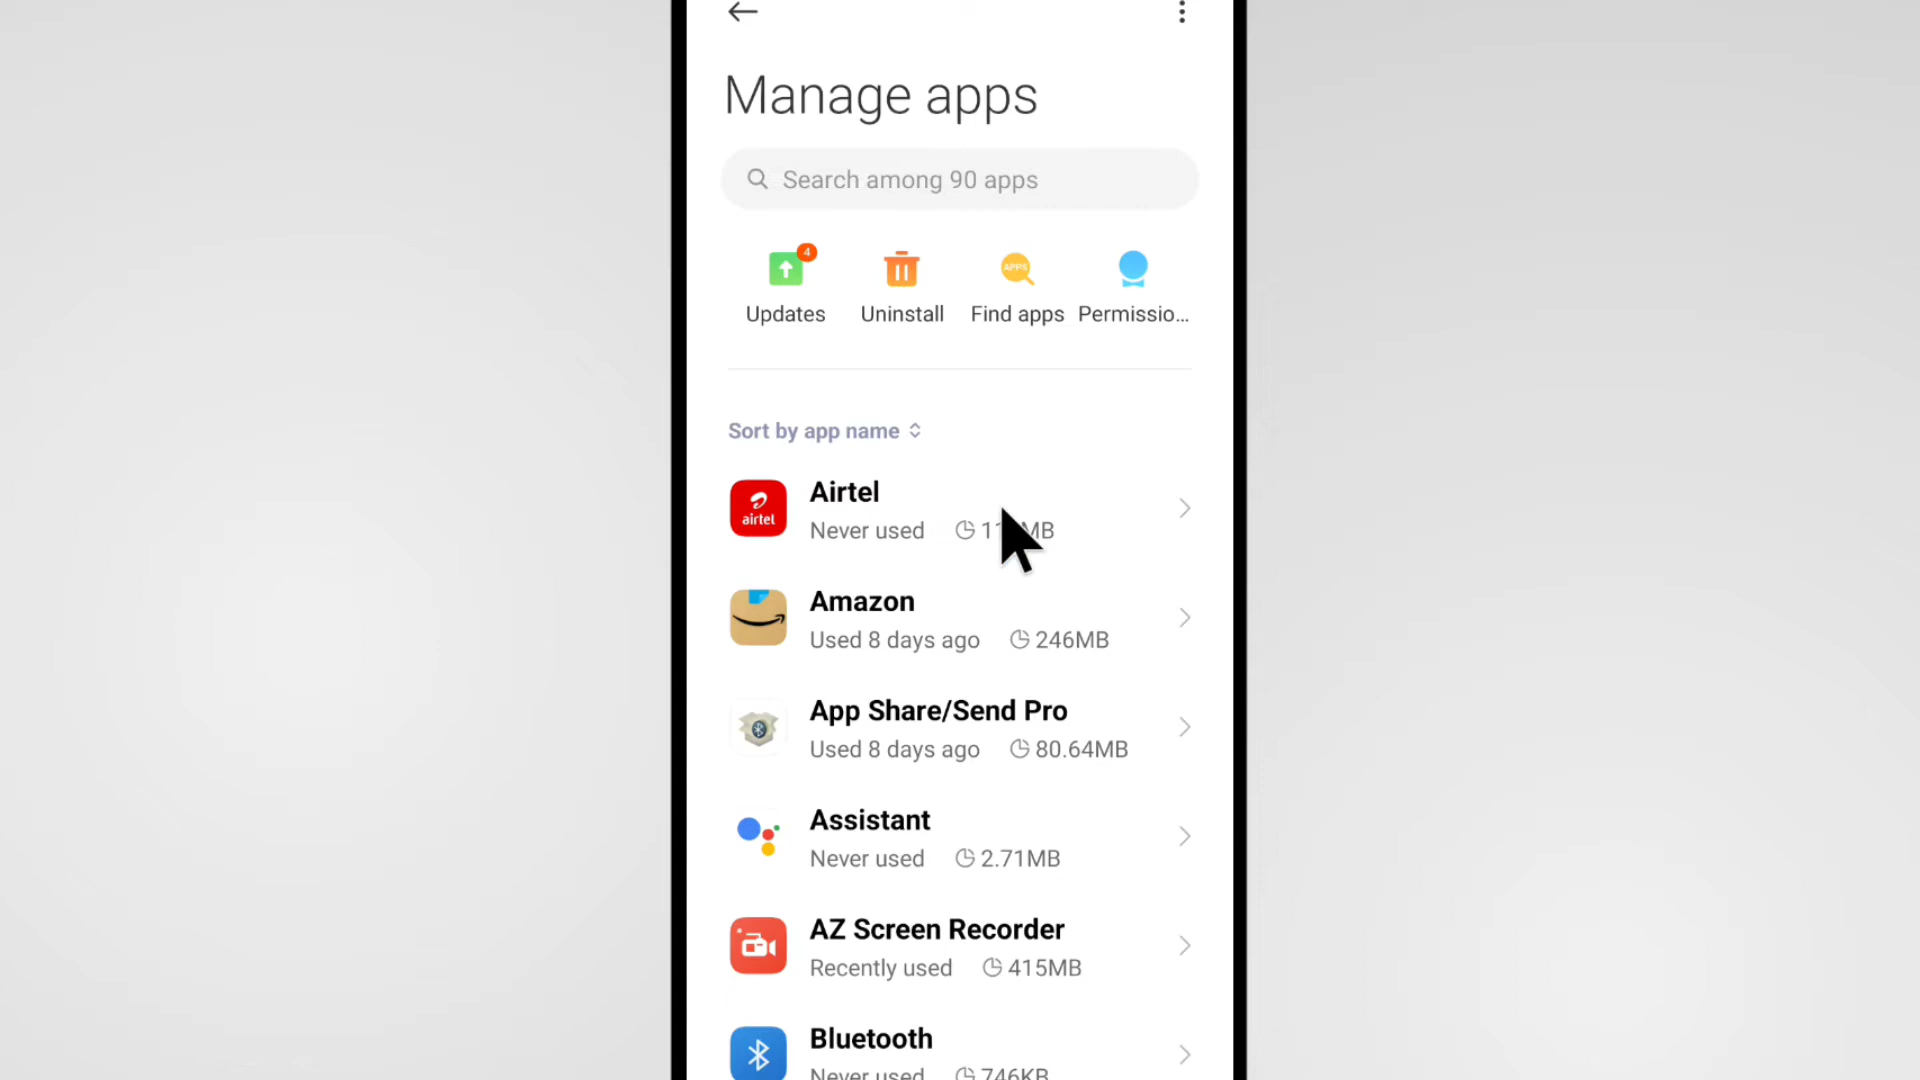 Manage apps
Search among 90 apps
4
APPS
Updates Uninstall Find apps Permissio...
Sort by app name
airtel
Airtel
Never used MB
Amazon
Used 8 days ago 246MB
App Share/Send Pro
Used 8 days ago 80.64MB
Assistant
Never used 2.71MB
AZ Screen Recorder
Recently used 415MB
Bluetooth
Never used 746KB